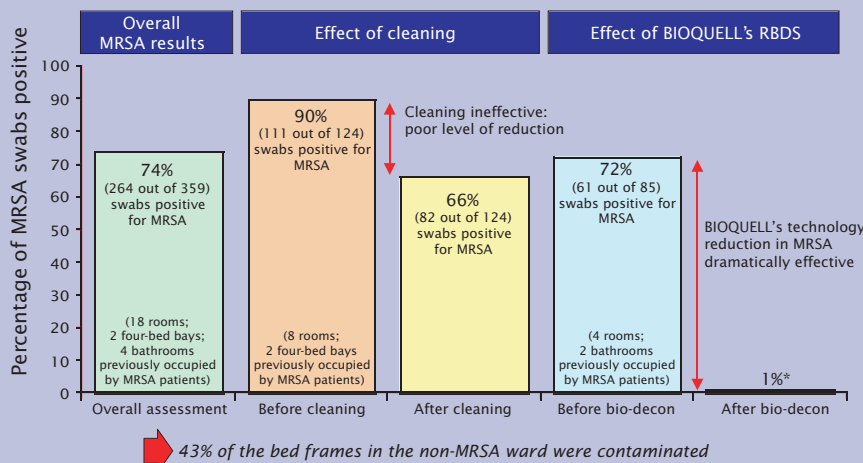 Overall
MRSA results
Effect of cleaning
Effect of BIOQUELL's RBDS
Percentage of MRSA swabs positive
100
90
80
70
60
50
40
30
20
10
0
74%
(264 out of 359)
swabs positive
for MRSA
(18 rooms;
2 four-bed bays;
4 bathrooms
previously occupied
by MRSA patients)
90%
(111 out of 124)
swabs positive for
MRSA
(8 rooms;
2 four-bed bays
previously occupied
by MRSA patients)
Cleaning ineffective:
poor level of reduction
66%
(82 out of 124)
swabs positive for
MRSA
72%
(61 out of 85)
swabs positive for
MRSA
(4 rooms;
2 bathrooms
previously occupied
by MRSA patients)
BIOQUELL's technology
reduction in MRSA
dramatically effective
1%*
Overall assessment
Before cleaning
After cleaning
Before bio-decon
After bio-decon
43% of the bed frames in the non-MRSA ward were contaminated